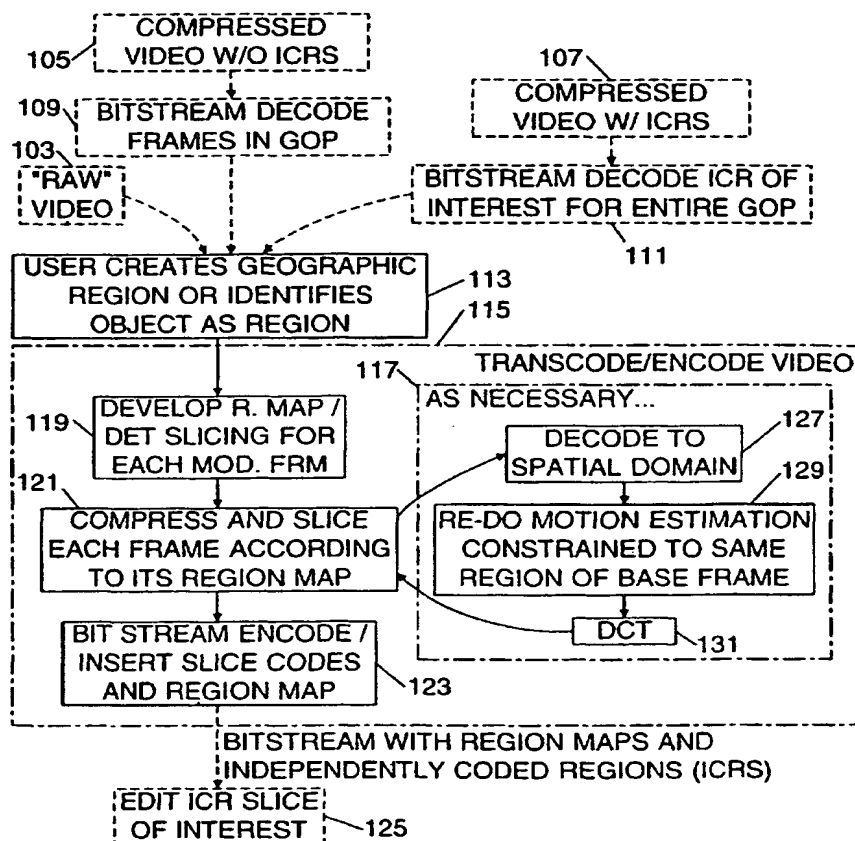 COMPRESSED
VIDEO W/O ICRS
105
107
COMPRESSED
VIDEO W/ ICRS
109
BITSTREAM DECODE
FRAMES IN GOP
103
"RAW"
VIDEO
BITSTREAM DECODE ICR OF
INTEREST FOR ENTIRE GOP
111
USER CREATES GEOGRAPHIC
REGION OR IDENTIFIES
OBJECT AS REGION
113
115
TRANSCODE/ENCODE VIDEO
117
AS NECESSARY...
119
DEVELOP R. MAP /
DET SLICING FOR
EACH MOD. FRM
DECODE TO
SPATIAL DOMAIN
127
121
COMPRESS AND SLICE
EACH FRAME ACCORDING
TO ITS REGION MAP
129
RE-DO MOTION ESTIMATION
CONSTRAINED TO SAME
REGION OF BASE FRAME
DCT
131
BIT STREAM ENCODE /
INSERT SLICE CODES
AND REGION MAP
123
BITSTREAM WITH REGION MAPS AND
INDEPENDENTLY CODED REGIONS (ICRS)
EDIT ICR SLICE
OF INTEREST
125